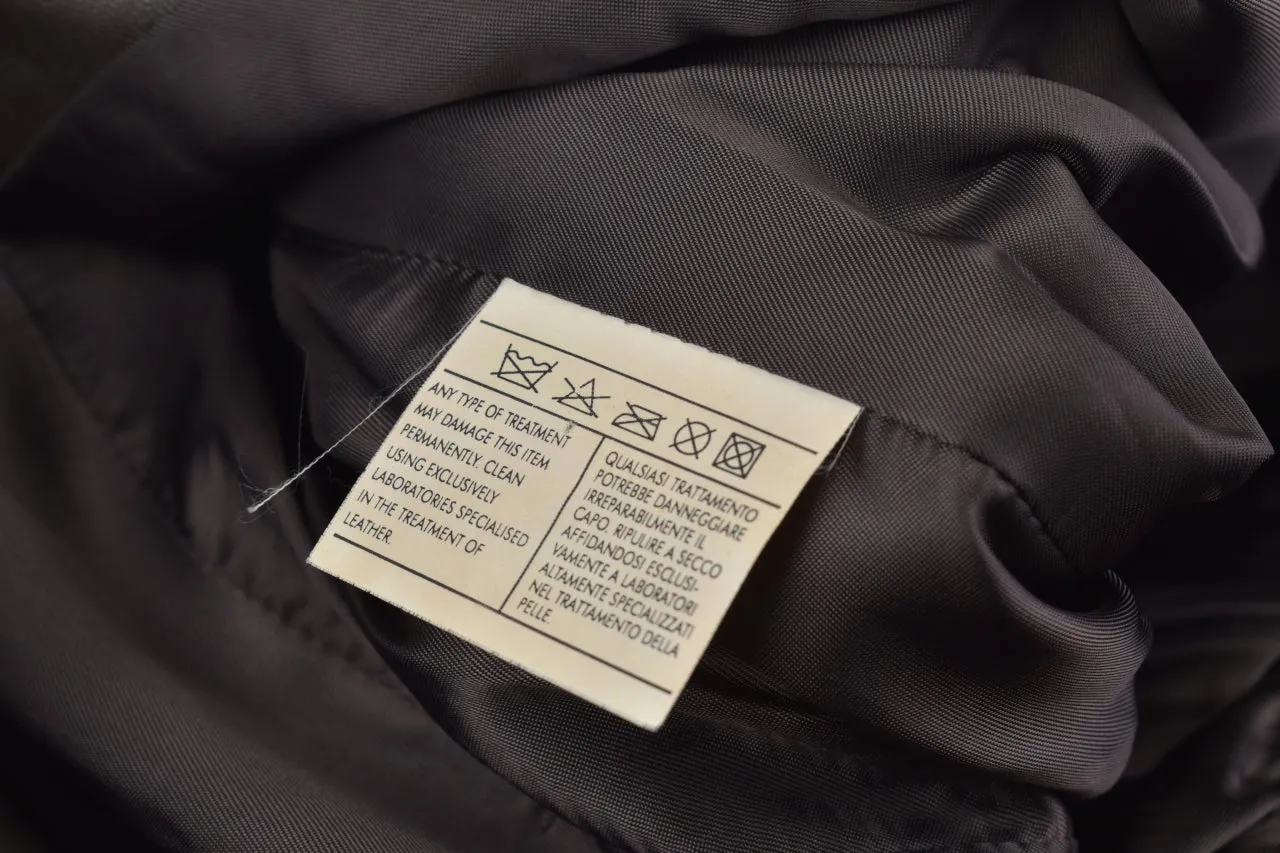 ANY TYPE OF TREATMENT
MAY DAMAGE THIS ITEM
PERMANENTLY. CLEAN
USING EXCLUSIVELY
LABORATORIES SPECIALISED
IN THE TREATMENT OF
LEATHER.
QUALSIASI TRATTAMENTO
POTREBBE DANNEGGIARE
IRREPARABILMENTE IL
CAPO. RIPULIRE A SECCO
AFFIDANDOSI ESCLUSI-
VAMENTE A LABORATORI
ALTAMENTE SPECIALIZZATI
NEL TRATTAMENTO DELLA
PELLE.